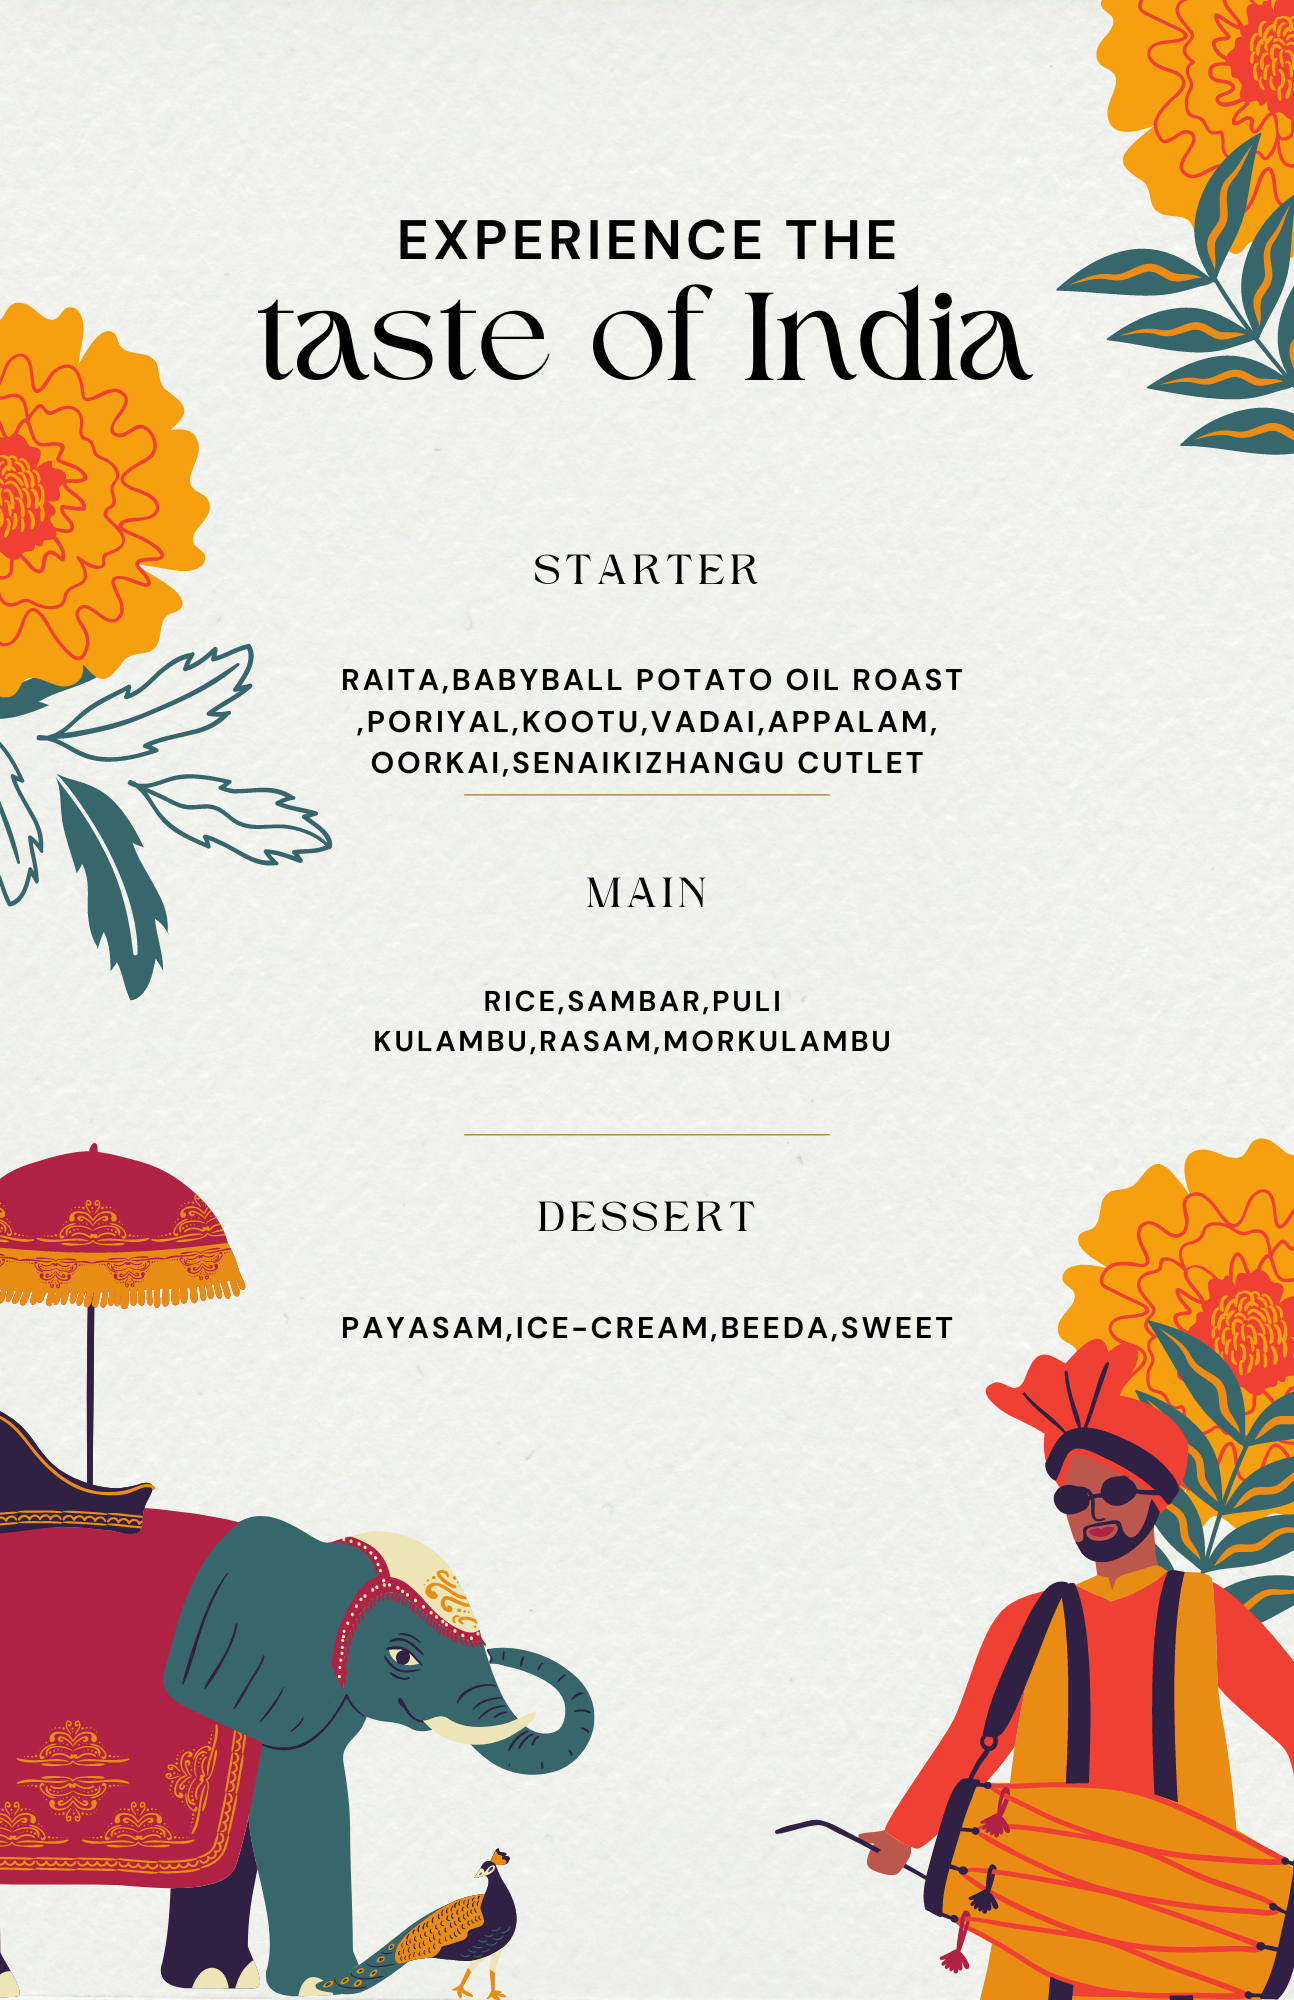 EXPERIENCE THE
taste of India
STARTER
RAITA,BABYBALL POTATO OIL ROAST
,PORIYAL,KOOTU,VADAI,APPALAM,
OORKAI,SENAIKIZHANGU CUTLET
MAIN
RICE,SAMBAR,PULI
KULAMBU,RASAM,MORKULAMBU
DESSERT
PAYASAM,ICE-CREAM,BEEDA,SWEET